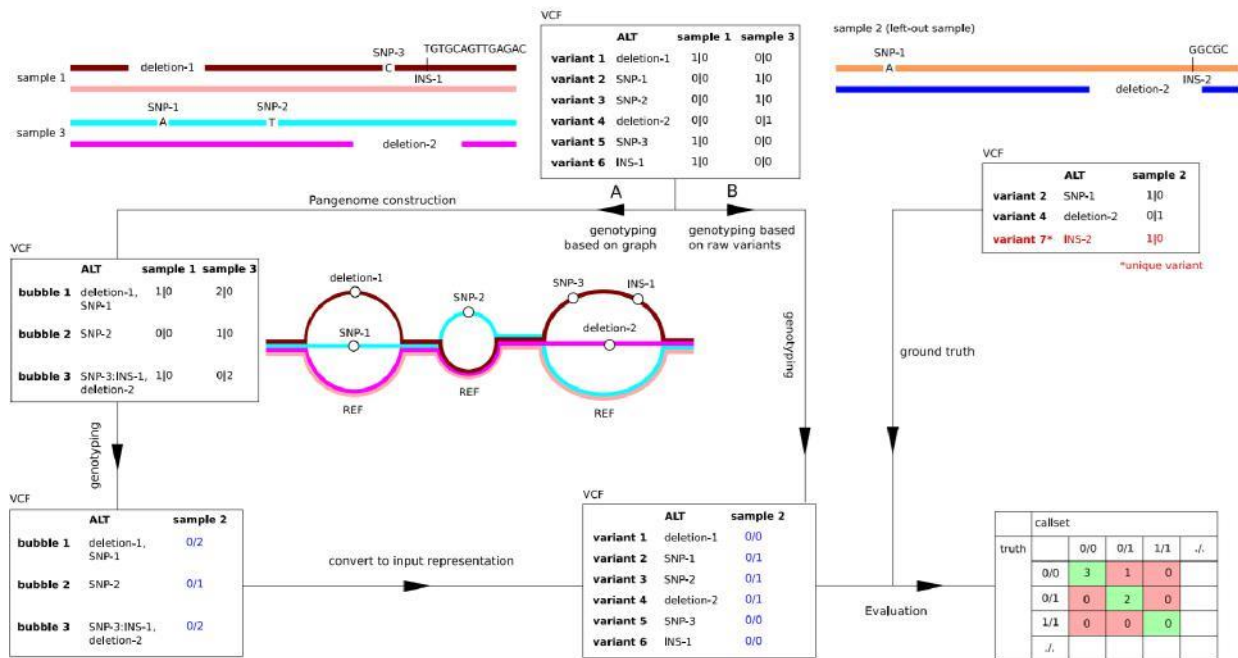 SNP-3
TGTGCAGTTGAGAC
sample 1
deletion-1
C
INS-1
SNP-1
SNP-2
sample 3
A
T
deletion-2
VCF
ALT sample 1 sample 3
variant 1 deletion-1 1|0 0|0
variant 2 SNP-1 0|0 1|0
variant 3 SNP-2 0|0 1|0
variant 4 deletion-2 0|0 0|1
variant 5 SNP-3 1|0 0|0
variant 6 INS-1 1|0 0|0
sample 2 (left-out sample)
SNP-1
GGCGC
A
INS-2
deletion-2
VCF
ALT sample 2
variant 2 SNP-1 1|0
variant 4 deletion-2 0|1
variant 7* INS-2 1|0
*unique variant
Pangenome construction
A
B
genotyping
based on graph
genotyping based
on raw variants
VCF
ALT sample 1 sample 3
bubble 1 deletion-1, 1|0 2|0
SNP-1
bubble 2 SNP-2 0|0 1|0
bubble 3 SNP-3:INS-1, 1|0 0|2
deletion-2
deletion-1
SNP-1
REF
SNP-2
REF
SNP-3
INS-1
deletion-2
REF
genotyping
ground truth
genotyping
VCF
ALT sample 2
bubble 1 deletion-1, 0/2
SNP-1
bubble 2 SNP-2 0/1
bubble 3 SNP-3:INS-1, 0/2
deletion-2
convert to input representation
VCF
ALT sample 2
variant 1 deletion-1 0/0
variant 2 SNP-1 0/1
variant 3 SNP-2 0/1
variant 4 deletion-2 0/1
variant 5 SNP-3 0/0
variant 6 INS-1 0/0
Evaluation
callset
truth 0/0 0/1 1/1 ./.
0/0 3 1 0
0/1 0 2 0
1/1 0 0 0
./.